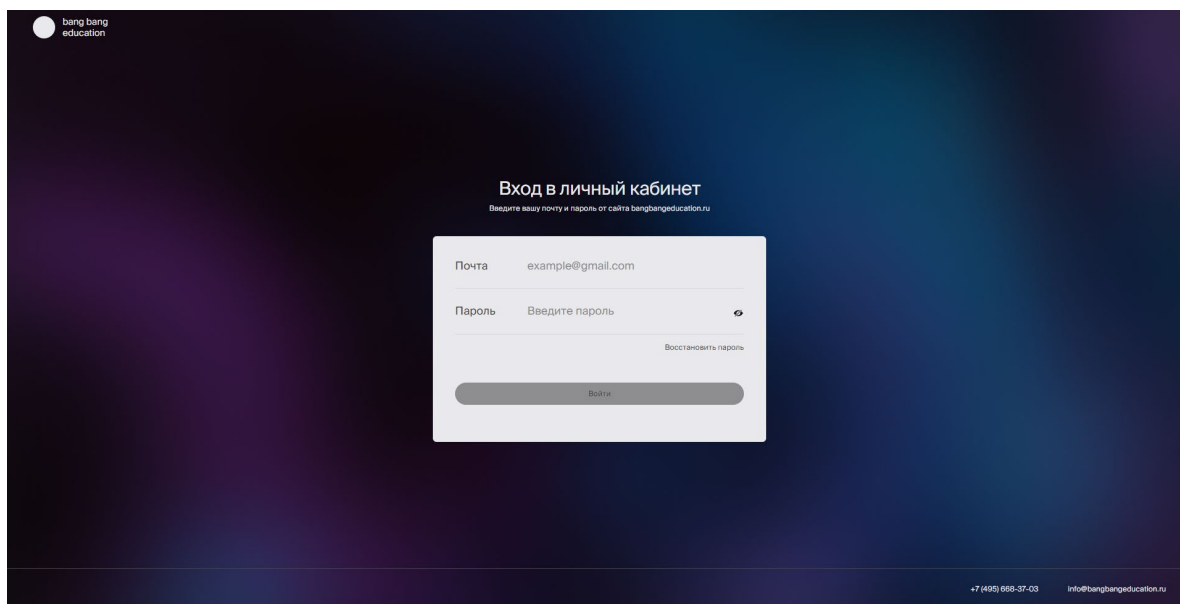 bang bang
education
Вход в личный кабинет
Введите вашу почту и пароль от сайта bangbangeducation.ru
Почта example@gmail.com
Пароль Введите пароль
Восстановить пароль
Войти
+7 (495) 668-37-03 info@bangbangeducation.ru